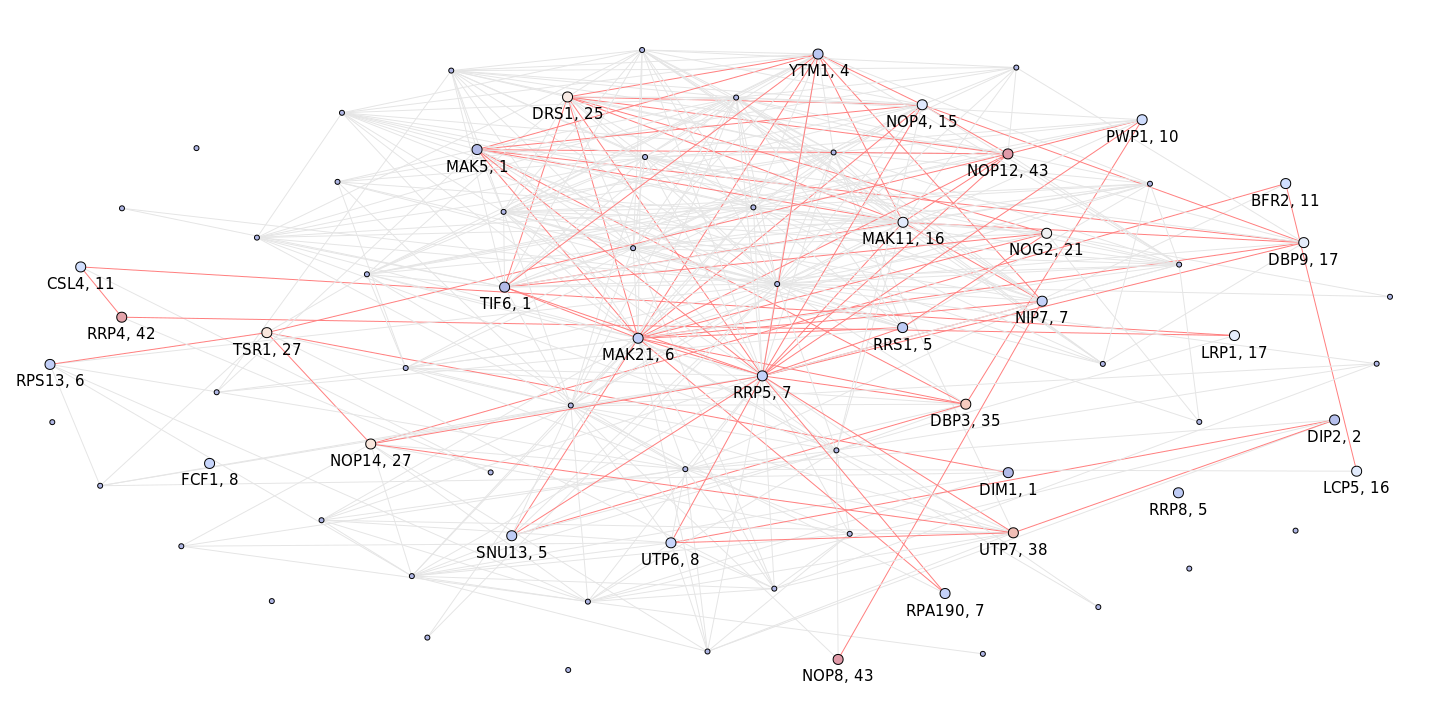 YTM1, 4
DRS1, 25
NOP4, 15
PWP1, 10
MAK5, 1
NOP12, 43
BFR2, 11
MAK11, 16
NOG2, 21
DBP9, 17
CSL4, 11
TIF6, 1
NIP7, 7
RRP4, 42
TSR1, 27
MAK21, 6
RRS1, 5
LRP1, 17
RPS13, 6
RRP5, 7
DBP3, 35
DIP2, 2
NOP14, 27
FCF1, 8
DIM1, 1
LCP5, 16
RRP8, 5
SNU13, 5
UTP6, 8
UTP7, 38
RPA190, 7
NOP8, 43